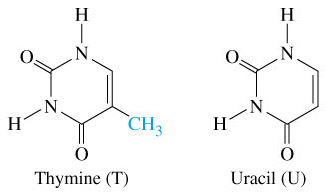 H H
O N O N
N CH₃ N
H H
O O
Thymine (T) Uracil (U)